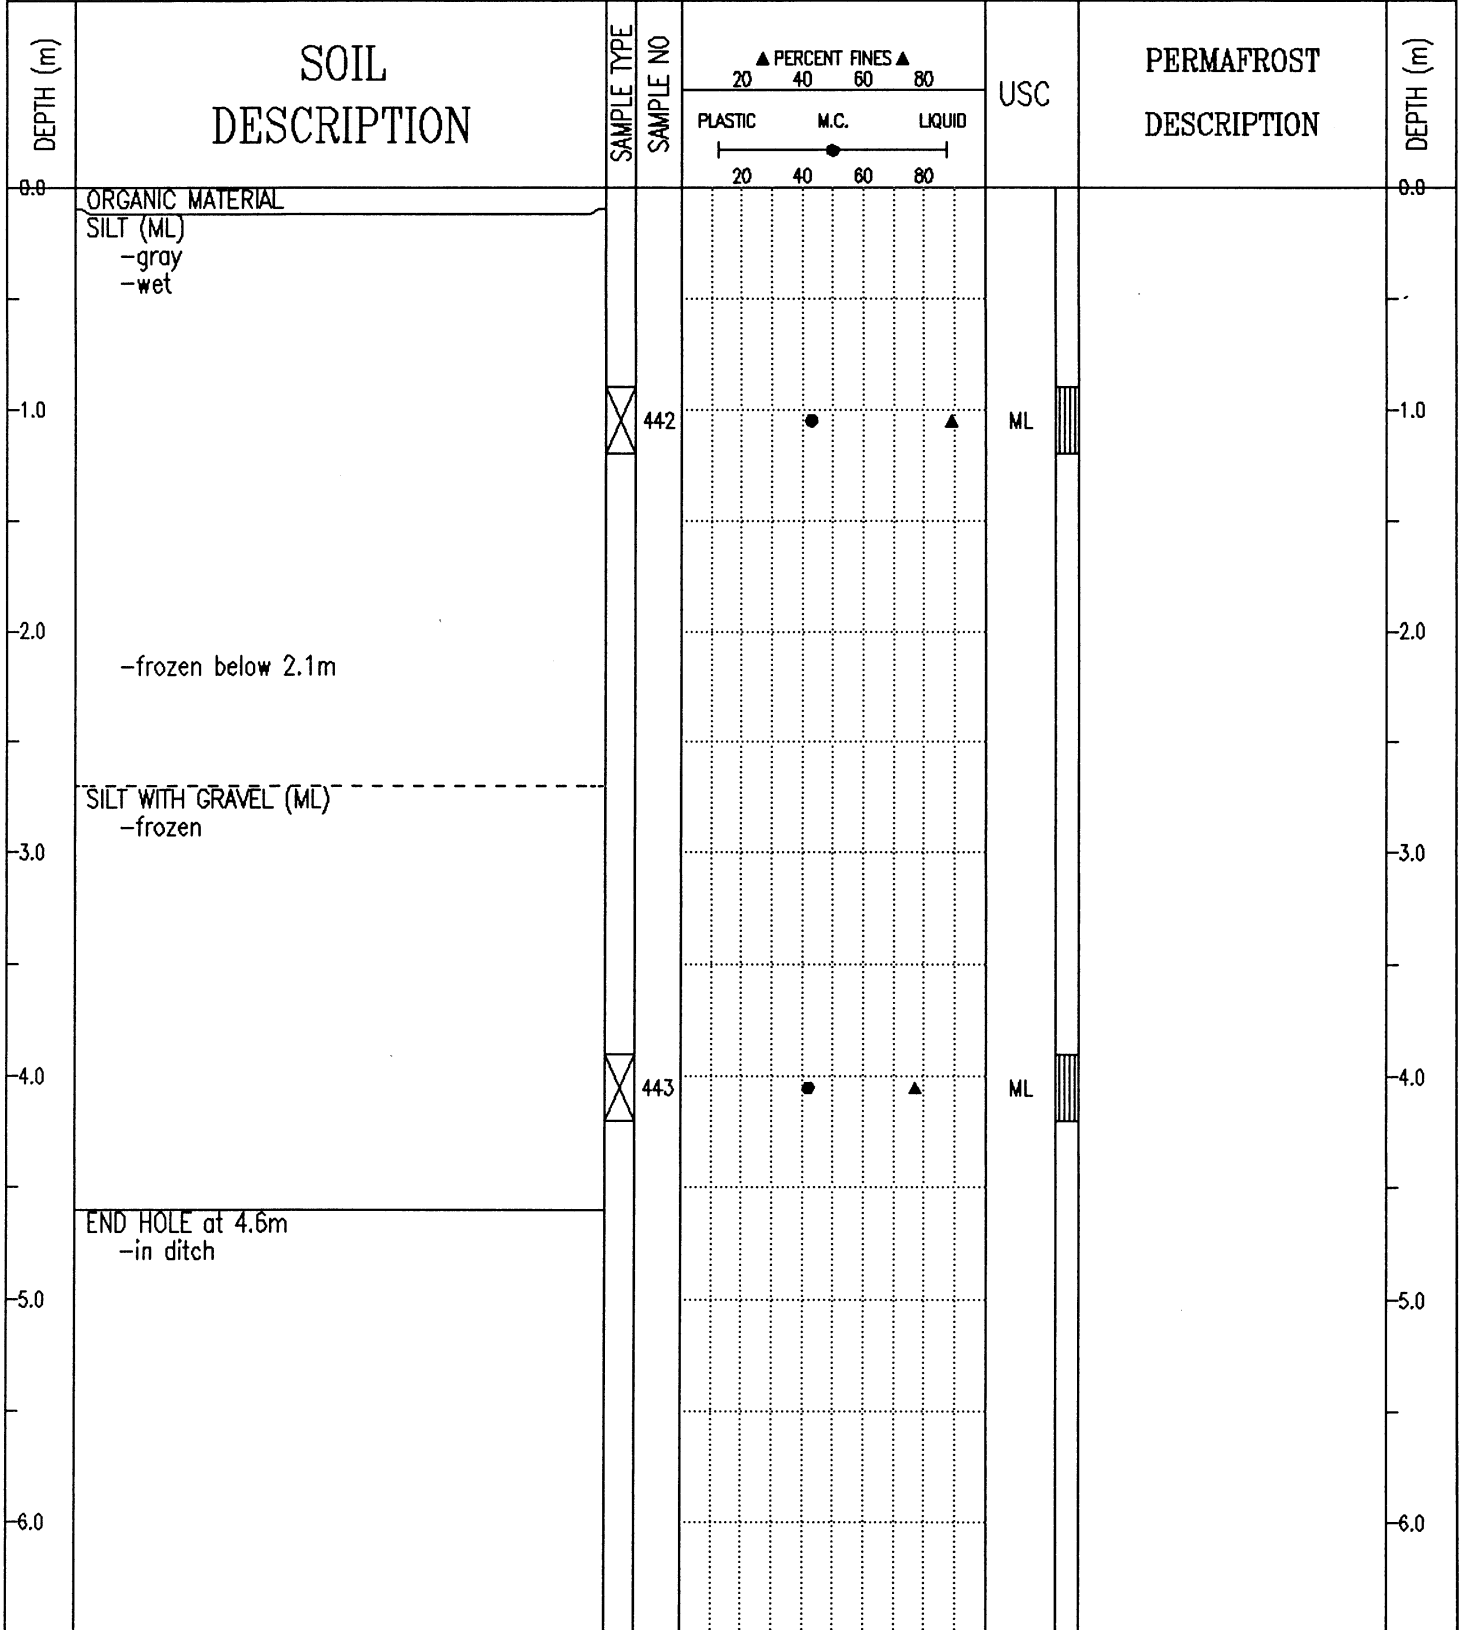 DEPTH (m)
SOIL
DESCRIPTION
SAMPLE TYPE
SAMPLE NO
▲ PERCENT FINES ▲
20 40 60 80
PLASTIC M.C. LIQUID
20 40 60 80
USC
PERMAFROST
DESCRIPTION
DEPTH (m)
0.0 0.0
ORGANIC MATERIAL
SILT (ML)
-gray
-wet
1.0 442 ML 1.0
2.0 2.0
-frozen below 2.1m
SILT WITH GRAVEL (ML)
-frozen
3.0 3.0
4.0 443 ML 4.0
END HOLE at 4.6m
-in ditch
5.0 5.0
6.0 6.0